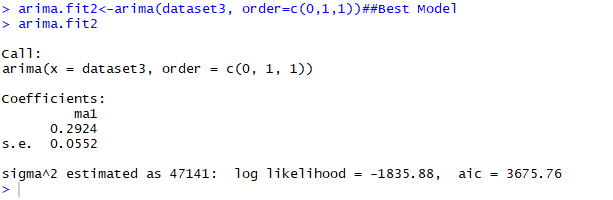 > arima.fit2<-arima(dataset3, order=c(0,1,1))##Best Model
> arima.fit2
Call:
arima(x = dataset3, order = c(0, 1, 1))
Coefficients:
ma1
0.2924
s.e. 0.0552
sigma^2 estimated as 47141: log likelihood = -1835.88, aic = 3675.76
>